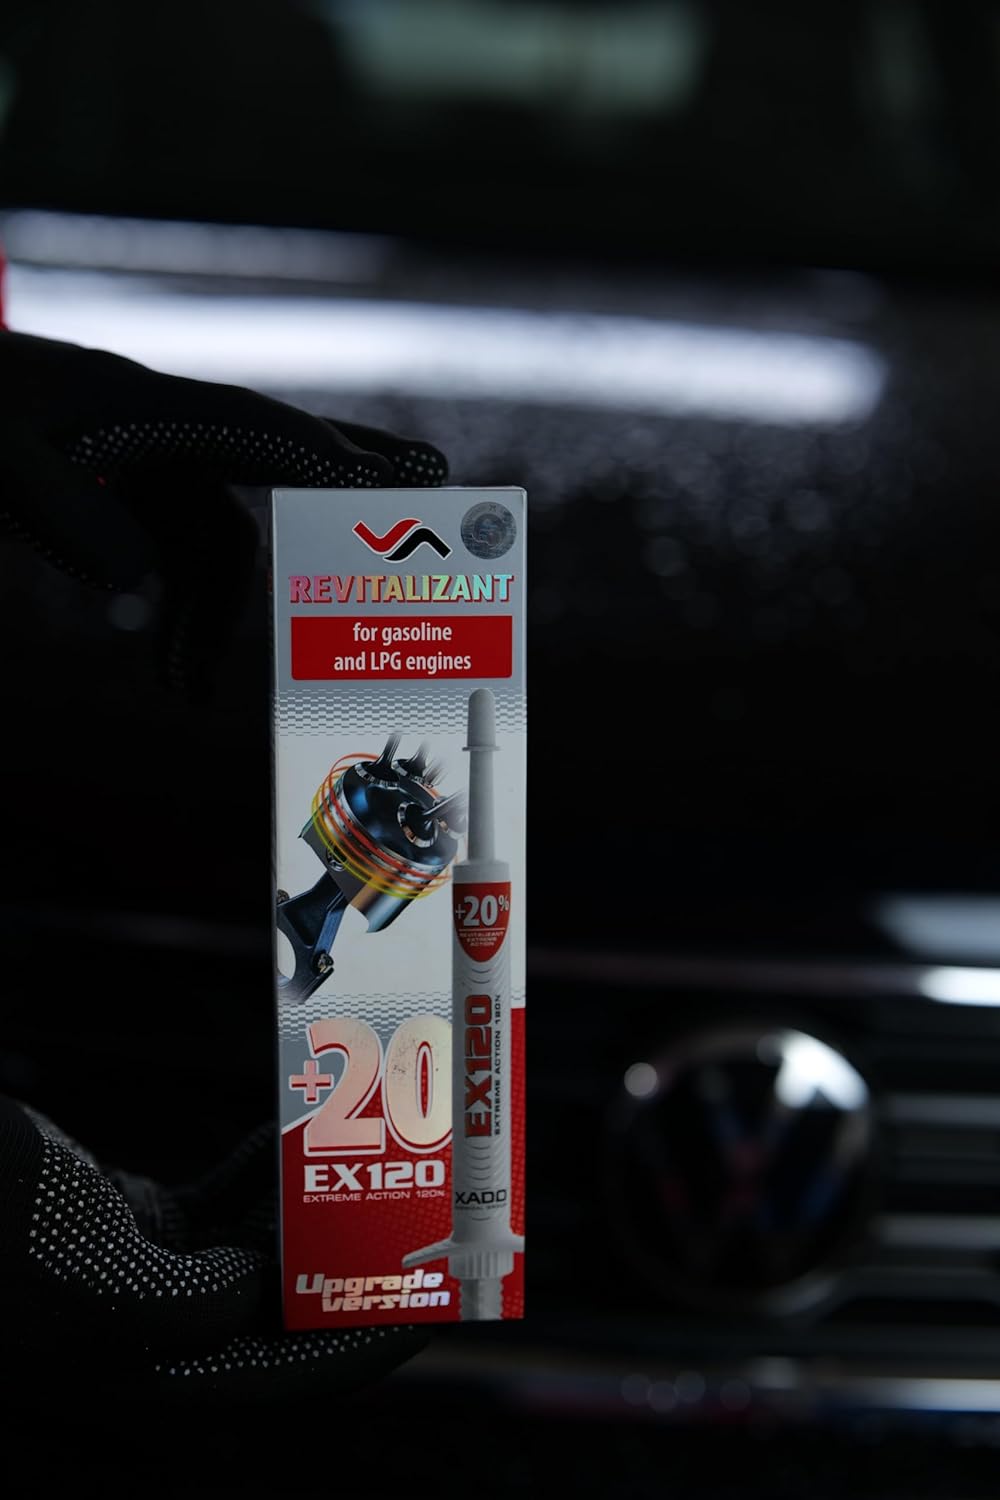 REVITALIZANT
for gasoline
and LPG engines
+20%
REVITALIZANT
EXTREME
ACTION
EX120
EXTREME ACTION 120%
XADO
+20
EX120
EXTREME ACTION 120%
Upgrade
version